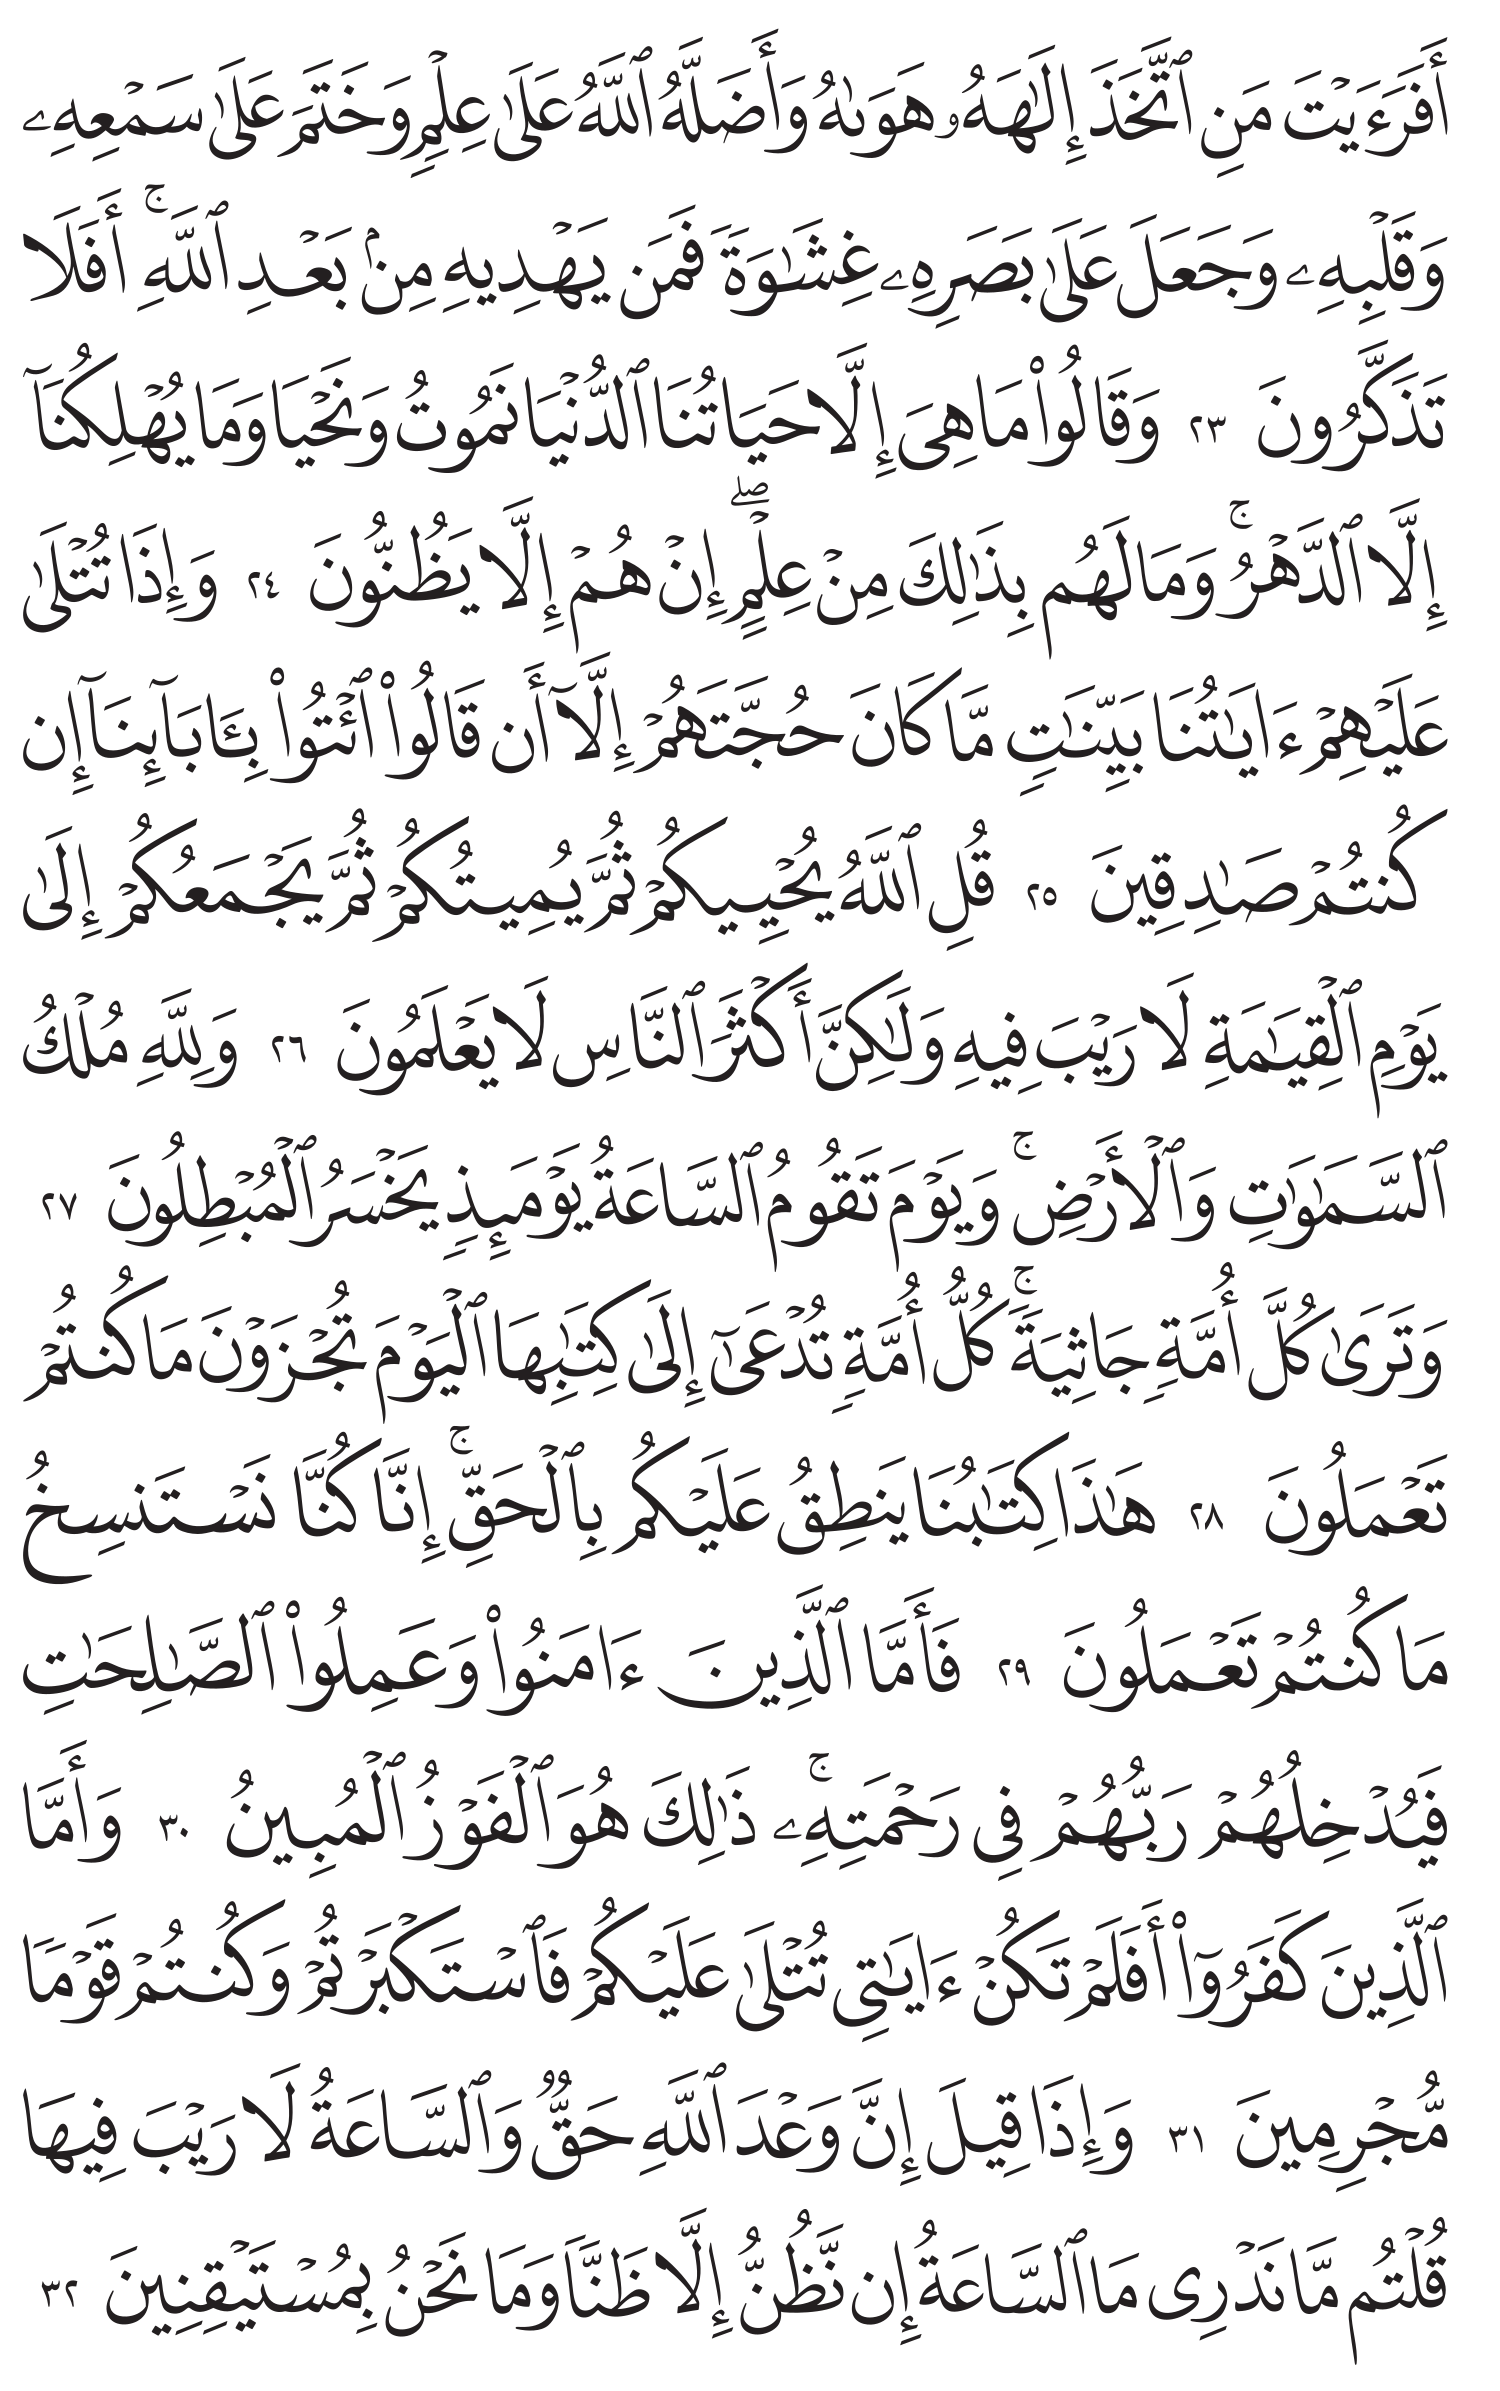 أَفَرَءَيْتَ مَنِ ٱتَّخَذَ إِلَٰهَهُۥ هَوَىٰهُ وَأَضَلَّهُ ٱللَّهُ عَلَىٰ عِلْمٍ وَخَتَمَ عَلَىٰ سَمْعِهِۦ
وَقَلْبِهِۦ وَجَعَلَ عَلَىٰ بَصَرِهِۦ غِشَٰوَةً فَمَن يَهْدِيهِ مِنۢ بَعْدِ ٱللَّهِ ۚ أَفَلَا
تَذَكَّرُونَ ٢٣ وَقَالُوا۟ مَا هِىَ إِلَّا حَيَاتُنَا ٱلدُّنْيَا نَمُوتُ وَنَحْيَا وَمَا يُهْلِكُنَآ
إِلَّا ٱلدَّهْرُ ۚ وَمَا لَهُم بِذَٰلِكَ مِنْ عِلْمٍ ۖ إِنْ هُمْ إِلَّا يَظُنُّونَ ٢٤ وَإِذَا تُتْلَىٰ
عَلَيْهِمْ ءَايَٰتُنَا بَيِّنَٰتٍ مَّا كَانَ حُجَّتَهُمْ إِلَّآ أَن قَالُوا۟ ٱئْتُوا۟ بِـَٔابَآئِنَآ إِن
كُنتُمْ صَٰدِقِينَ ٢٥ قُلِ ٱللَّهُ يُحْيِيكُمْ ثُمَّ يُمِيتُكُمْ ثُمَّ يَجْمَعُكُمْ إِلَىٰ
يَوْمِ ٱلْقِيَٰمَةِ لَا رَيْبَ فِيهِ وَلَٰكِنَّ أَكْثَرَ ٱلنَّاسِ لَا يَعْلَمُونَ ٢٦ وَلِلَّهِ مُلْكُ
ٱلسَّمَٰوَٰتِ وَٱلْأَرْضِ ۚ وَيَوْمَ تَقُومُ ٱلسَّاعَةُ يَوْمَئِذٍ يَخْسَرُ ٱلْمُبْطِلُونَ ٢٧
وَتَرَىٰ كُلَّ أُمَّةٍ جَاثِيَةً ۚ كُلُّ أُمَّةٍ تُدْعَىٰٓ إِلَىٰ كِتَٰبِهَا ٱلْيَوْمَ تُجْزَوْنَ مَا كُنتُمْ
تَعْمَلُونَ ٢٨ هَٰذَا كِتَٰبُنَا يَنطِقُ عَلَيْكُم بِٱلْحَقِّ ۚ إِنَّا كُنَّا نَسْتَنسِخُ
مَا كُنتُمْ تَعْمَلُونَ ٢٩ فَأَمَّا ٱلَّذِينَ ءَامَنُوا۟ وَعَمِلُوا۟ ٱلصَّٰلِحَٰتِ
فَيُدْخِلُهُمْ رَبُّهُمْ فِى رَحْمَتِهِۦ ۚ ذَٰلِكَ هُوَ ٱلْفَوْزُ ٱلْمُبِينُ ٣٠ وَأَمَّا
ٱلَّذِينَ كَفَرُوٓا۟ أَفَلَمْ تَكُنْ ءَايَٰتِى تُتْلَىٰ عَلَيْكُمْ فَٱسْتَكْبَرْتُمْ وَكُنتُمْ قَوْمًا
مُّجْرِمِينَ ٣١ وَإِذَا قِيلَ إِنَّ وَعْدَ ٱللَّهِ حَقٌّ وَٱلسَّاعَةُ لَا رَيْبَ فِيهَا
قُلْتُم مَّا نَدْرِى مَا ٱلسَّاعَةُ إِن نَّظُنُّ إِلَّا ظَنًّا وَمَا نَحْنُ بِمُسْتَيْقِنِينَ ٣٢